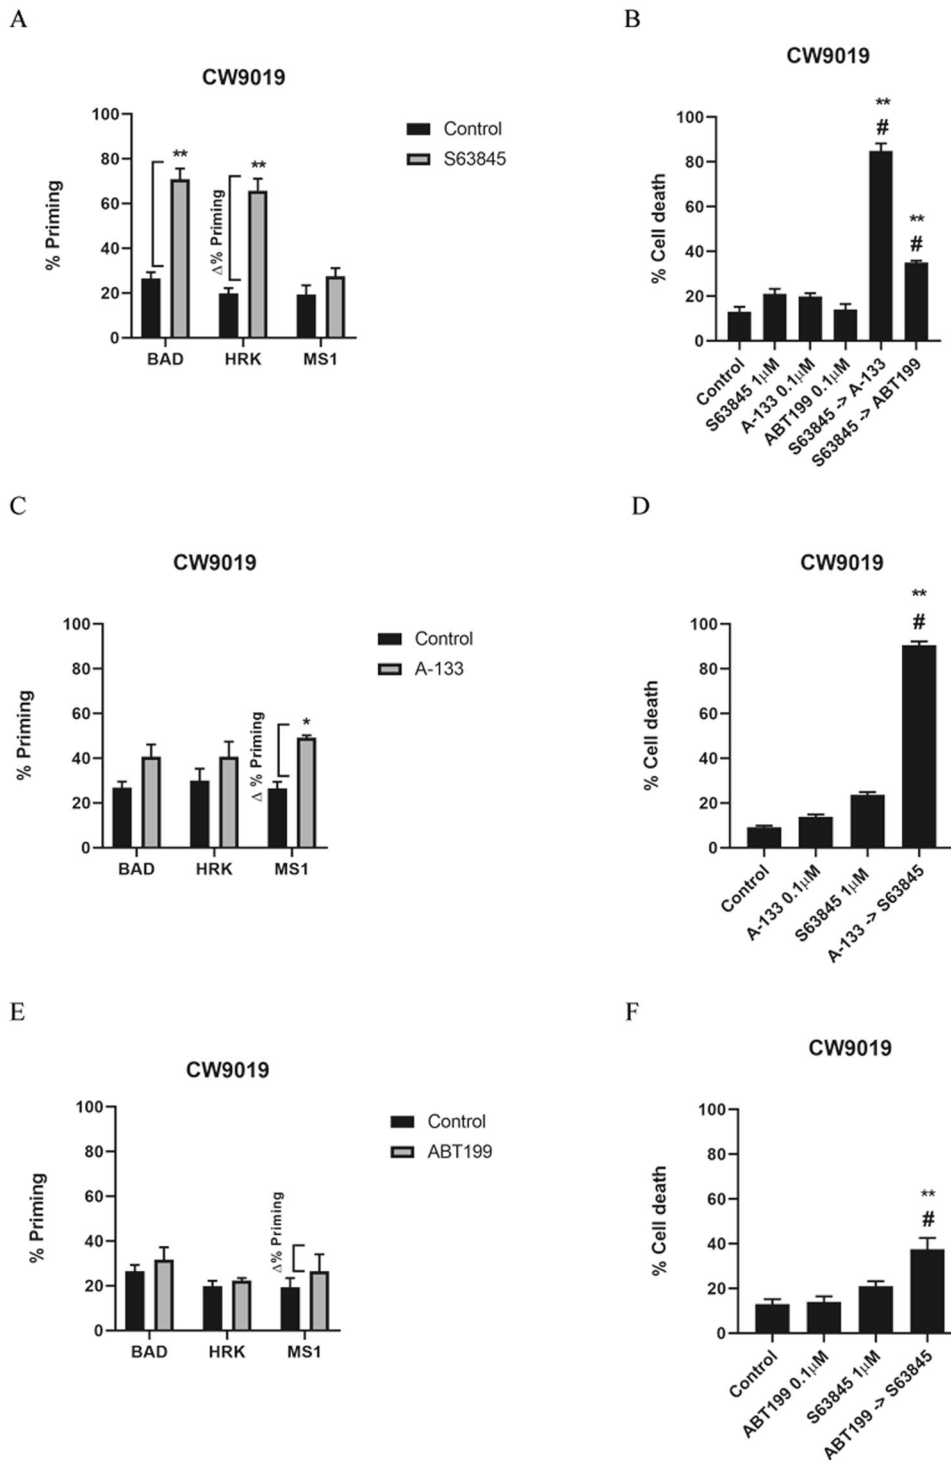 A
CW9019
% Priming
100
80
60
40
20
0
** **
Δ% Priming
BAD HRK MS1
Control
S63845
B
CW9019
% Cell death
100
80
60
40
20
0
**
#
**
#
Control
S63845 1μM
A-133 0.1μM
ABT199 0.1μM
S63845 -> A-133
S63845 -> ABT199
C
CW9019
% Priming
100
80
60
40
20
0
Δ % Priming
*
BAD HRK MS1
Control
A-133
D
CW9019
% Cell death
100
80
60
40
20
0
**
#
Control
A-133 0.1μM
S63845 1μM
A-133 -> S63845
E
CW9019
% Priming
100
80
60
40
20
0
Δ% Priming
BAD HRK MS1
Control
ABT199
F
CW9019
% Cell death
100
80
60
40
20
0
**
#
Control
ABT199 0.1μM
S63845 1μM
ABT199 -> S63845